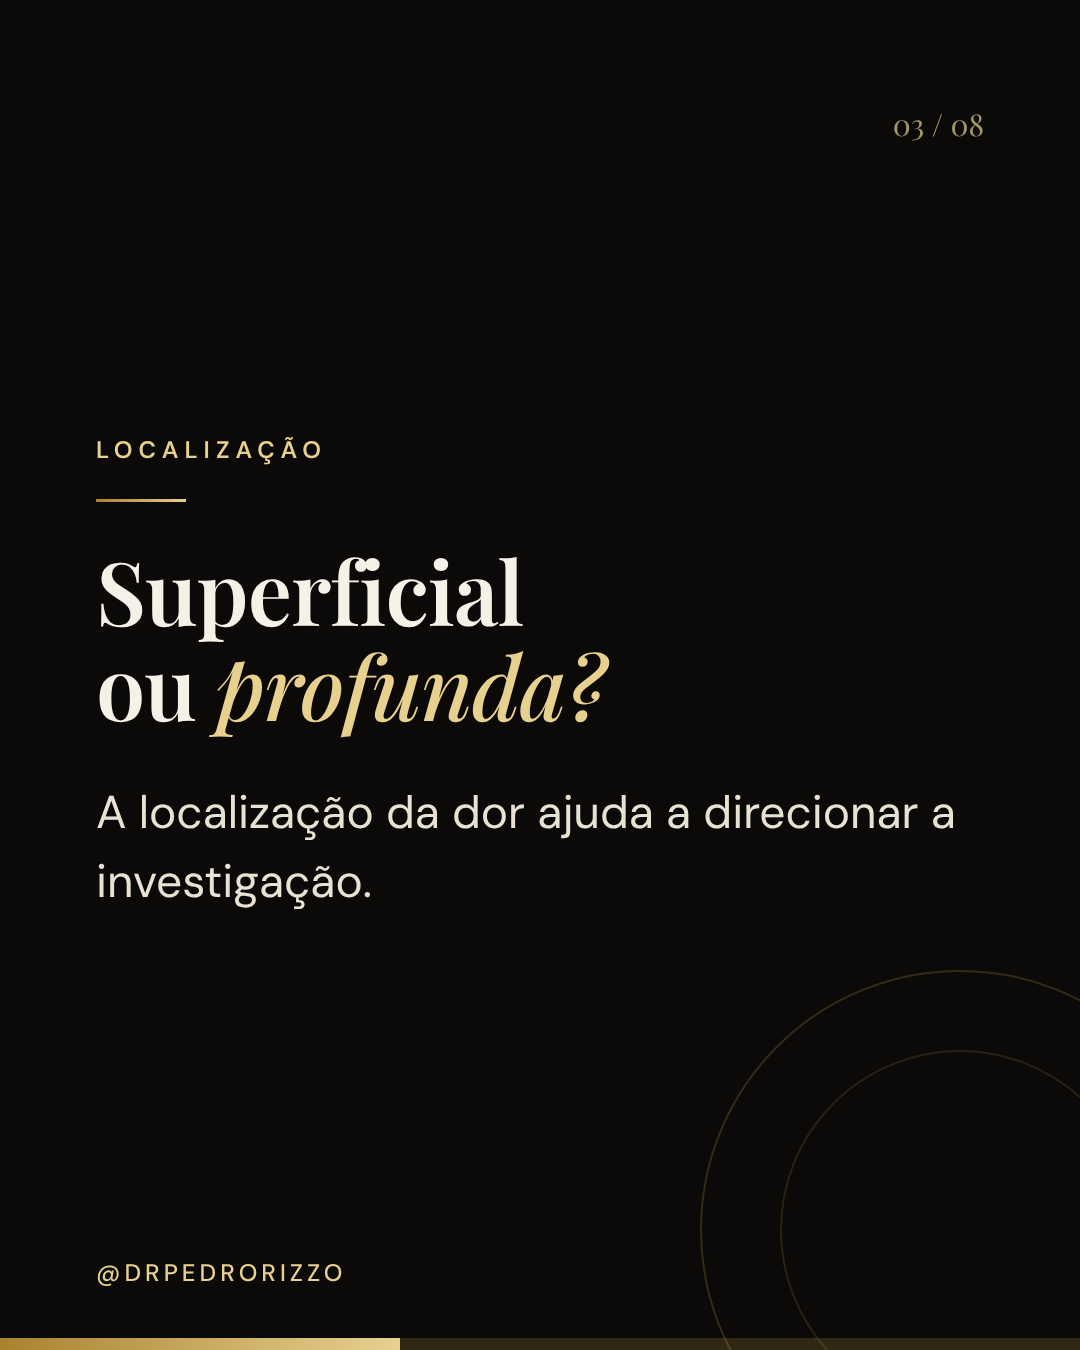 03 / 08
LOCALIZAÇÃO
Superficial
ou profunda?
A localização da dor ajuda a direcionar a
investigação.
@DRPEDRORIZZO